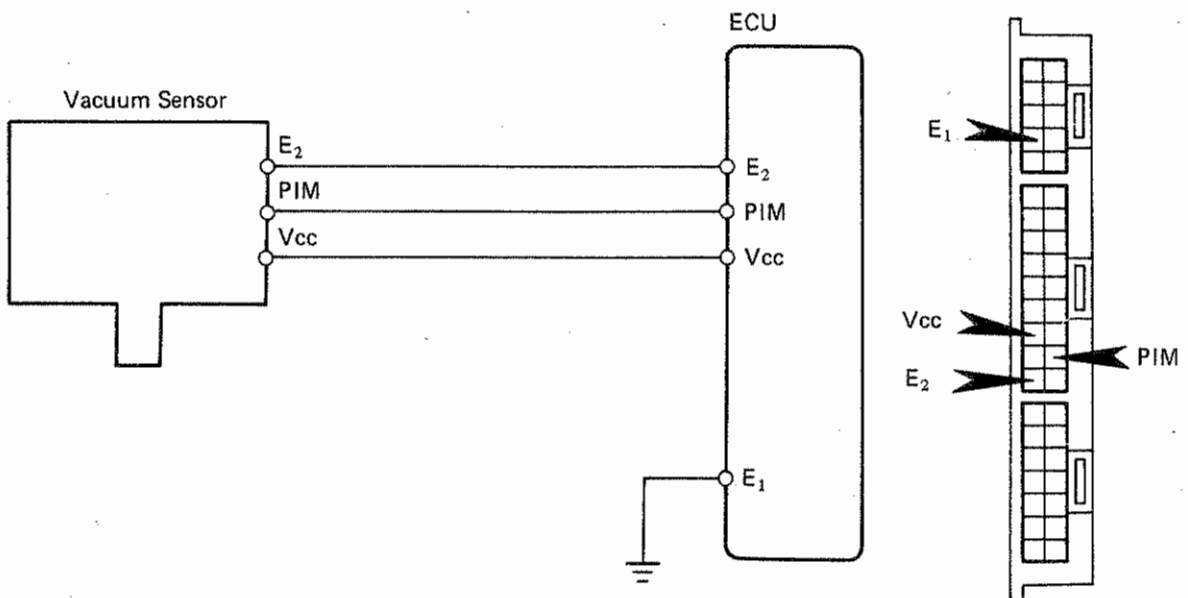 ECU
Vacuum Sensor
E₂
PIM
Vcc
E₂
PIM
Vcc
E₁
E₁
Vcc
PIM
E₂